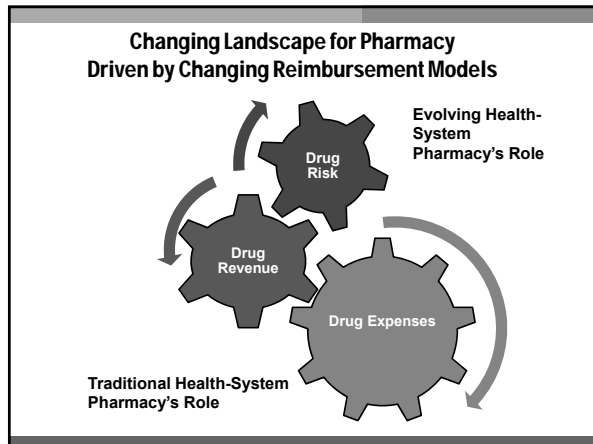 Changing Landscape for Pharmacy
Driven by Changing Reimbursement Models
Evolving Health-
System
Pharmacy's Role
Drug
Risk
Drug
Revenue
Drug Expenses
Traditional Health-System
Pharmacy's Role